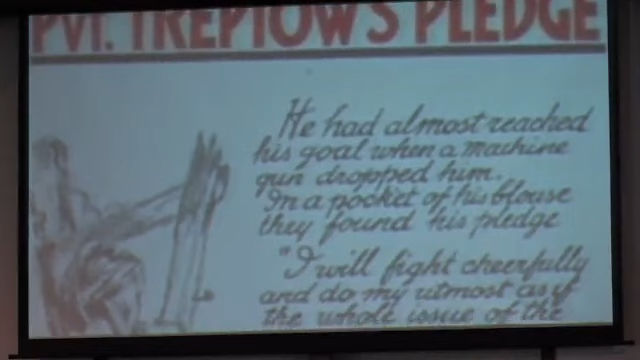 PVT. TREPTOW'S PLEDGE
He had almost reached
his goal when a machine
gun dropped him.
In a pocket of his blouse
they found his pledge
"I will fight cheerfully
and do my utmost as if
the whole issue of the